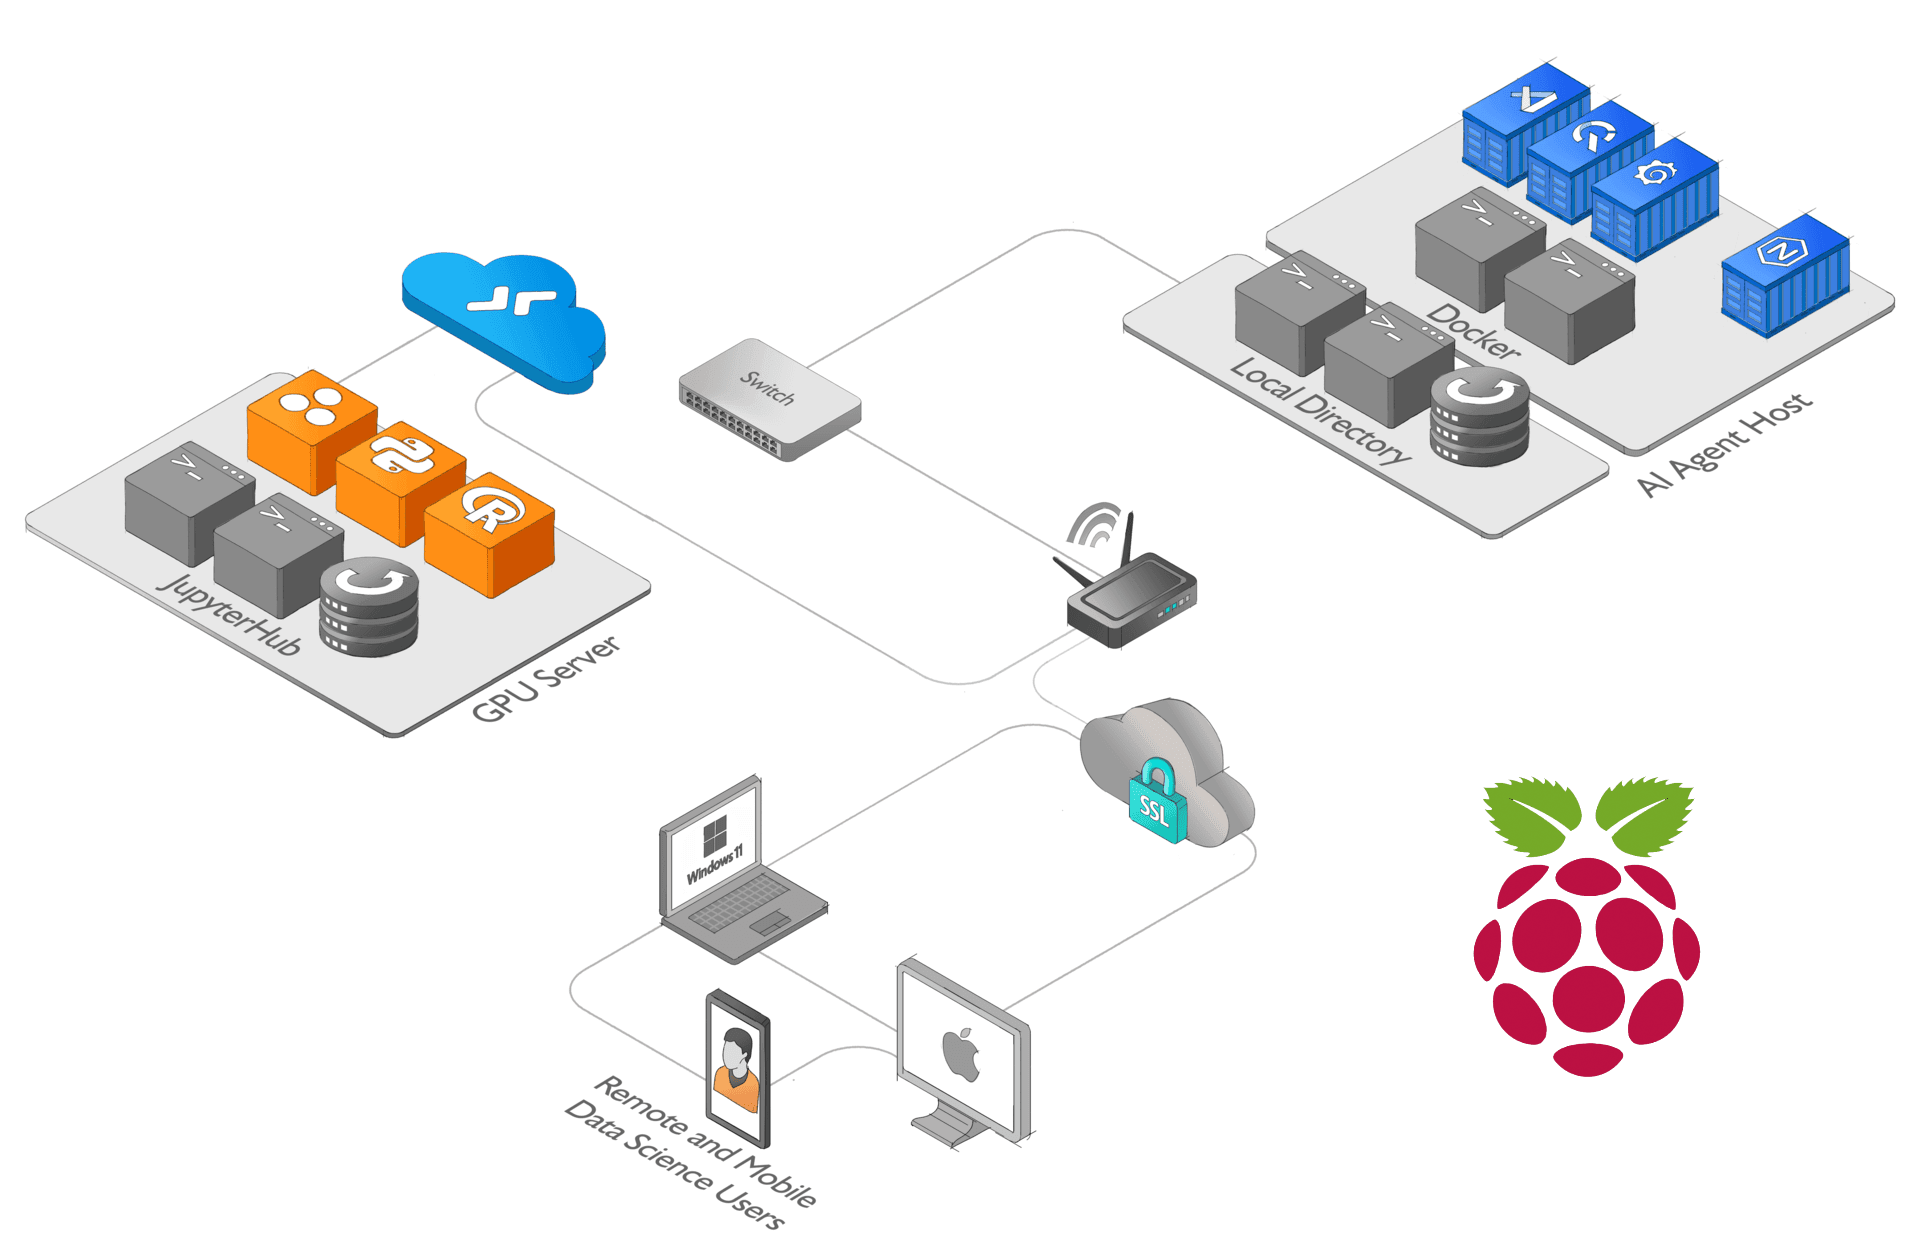 Switch
Docker
Local Directory
AI Agent Host
JupyterHub
GPU Server
SSL
Windows 11
Remote and Mobile
Data Science Users